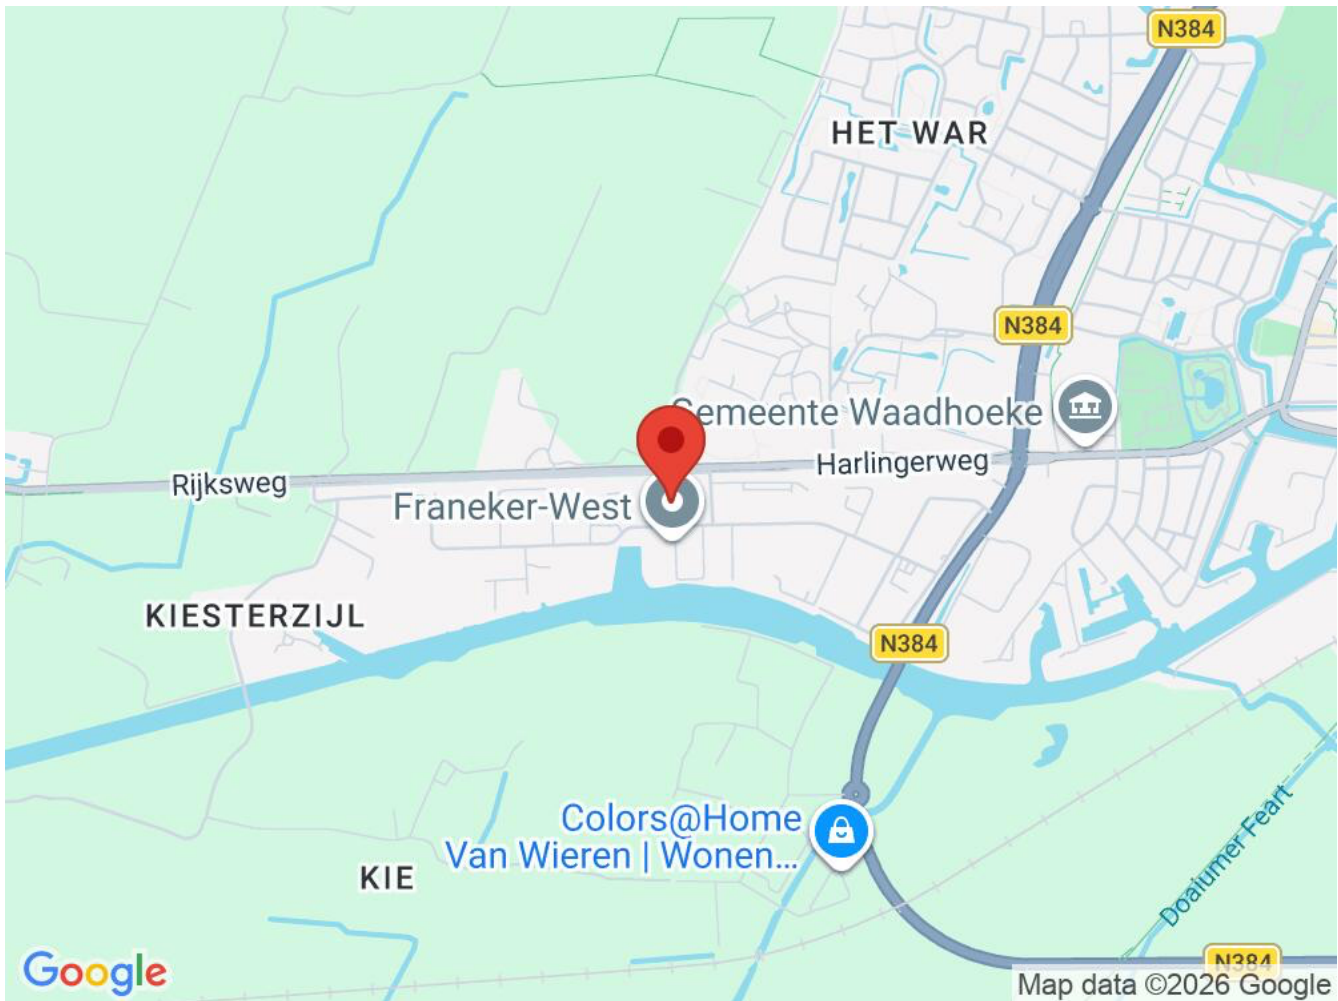 N384
HET WAR
N384
Gemeente Waadhoeke
Harlingerweg
Rijksweg
Franeker-West
KIESTERZIJL
N384
Colors@Home
Van Wieren | Wonen...
Doaiumer Feart
KIE
N384
Google
Map data ©2026 Google